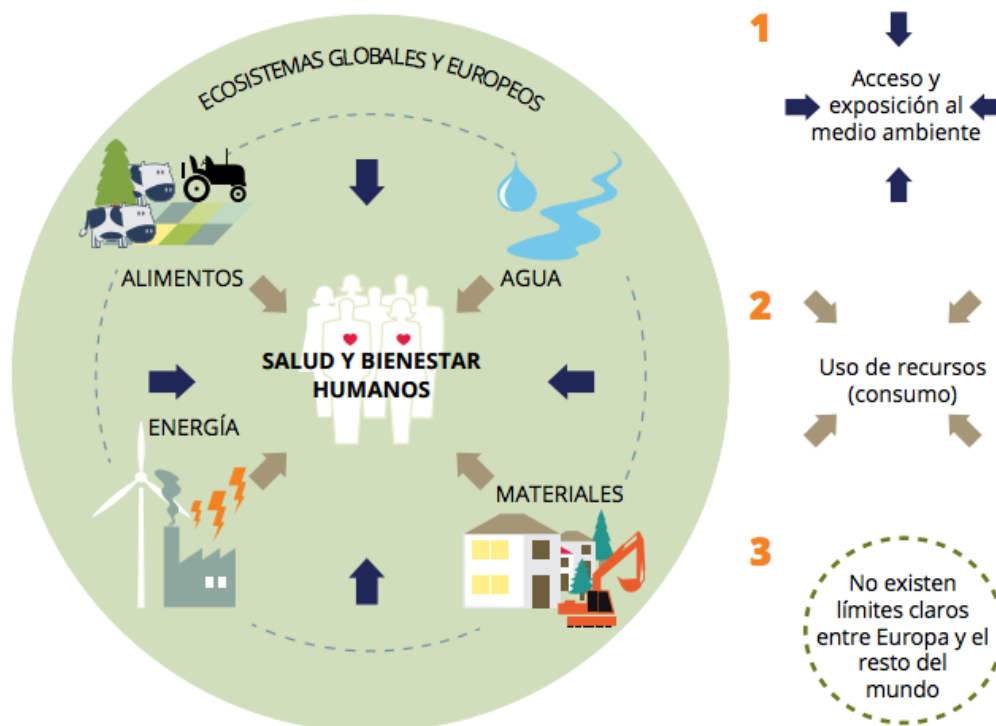 ECOSISTEMAS GLOBALES Y EUROPEOS
ALIMENTOS
AGUA
SALUD Y BIENESTAR
HUMANOS
ENERGÍA
MATERIALES
1
Acceso y
exposición al
medio ambiente
2
Uso de recursos
(consumo)
3
No existen
límites claros
entre Europa y el
resto del
mundo